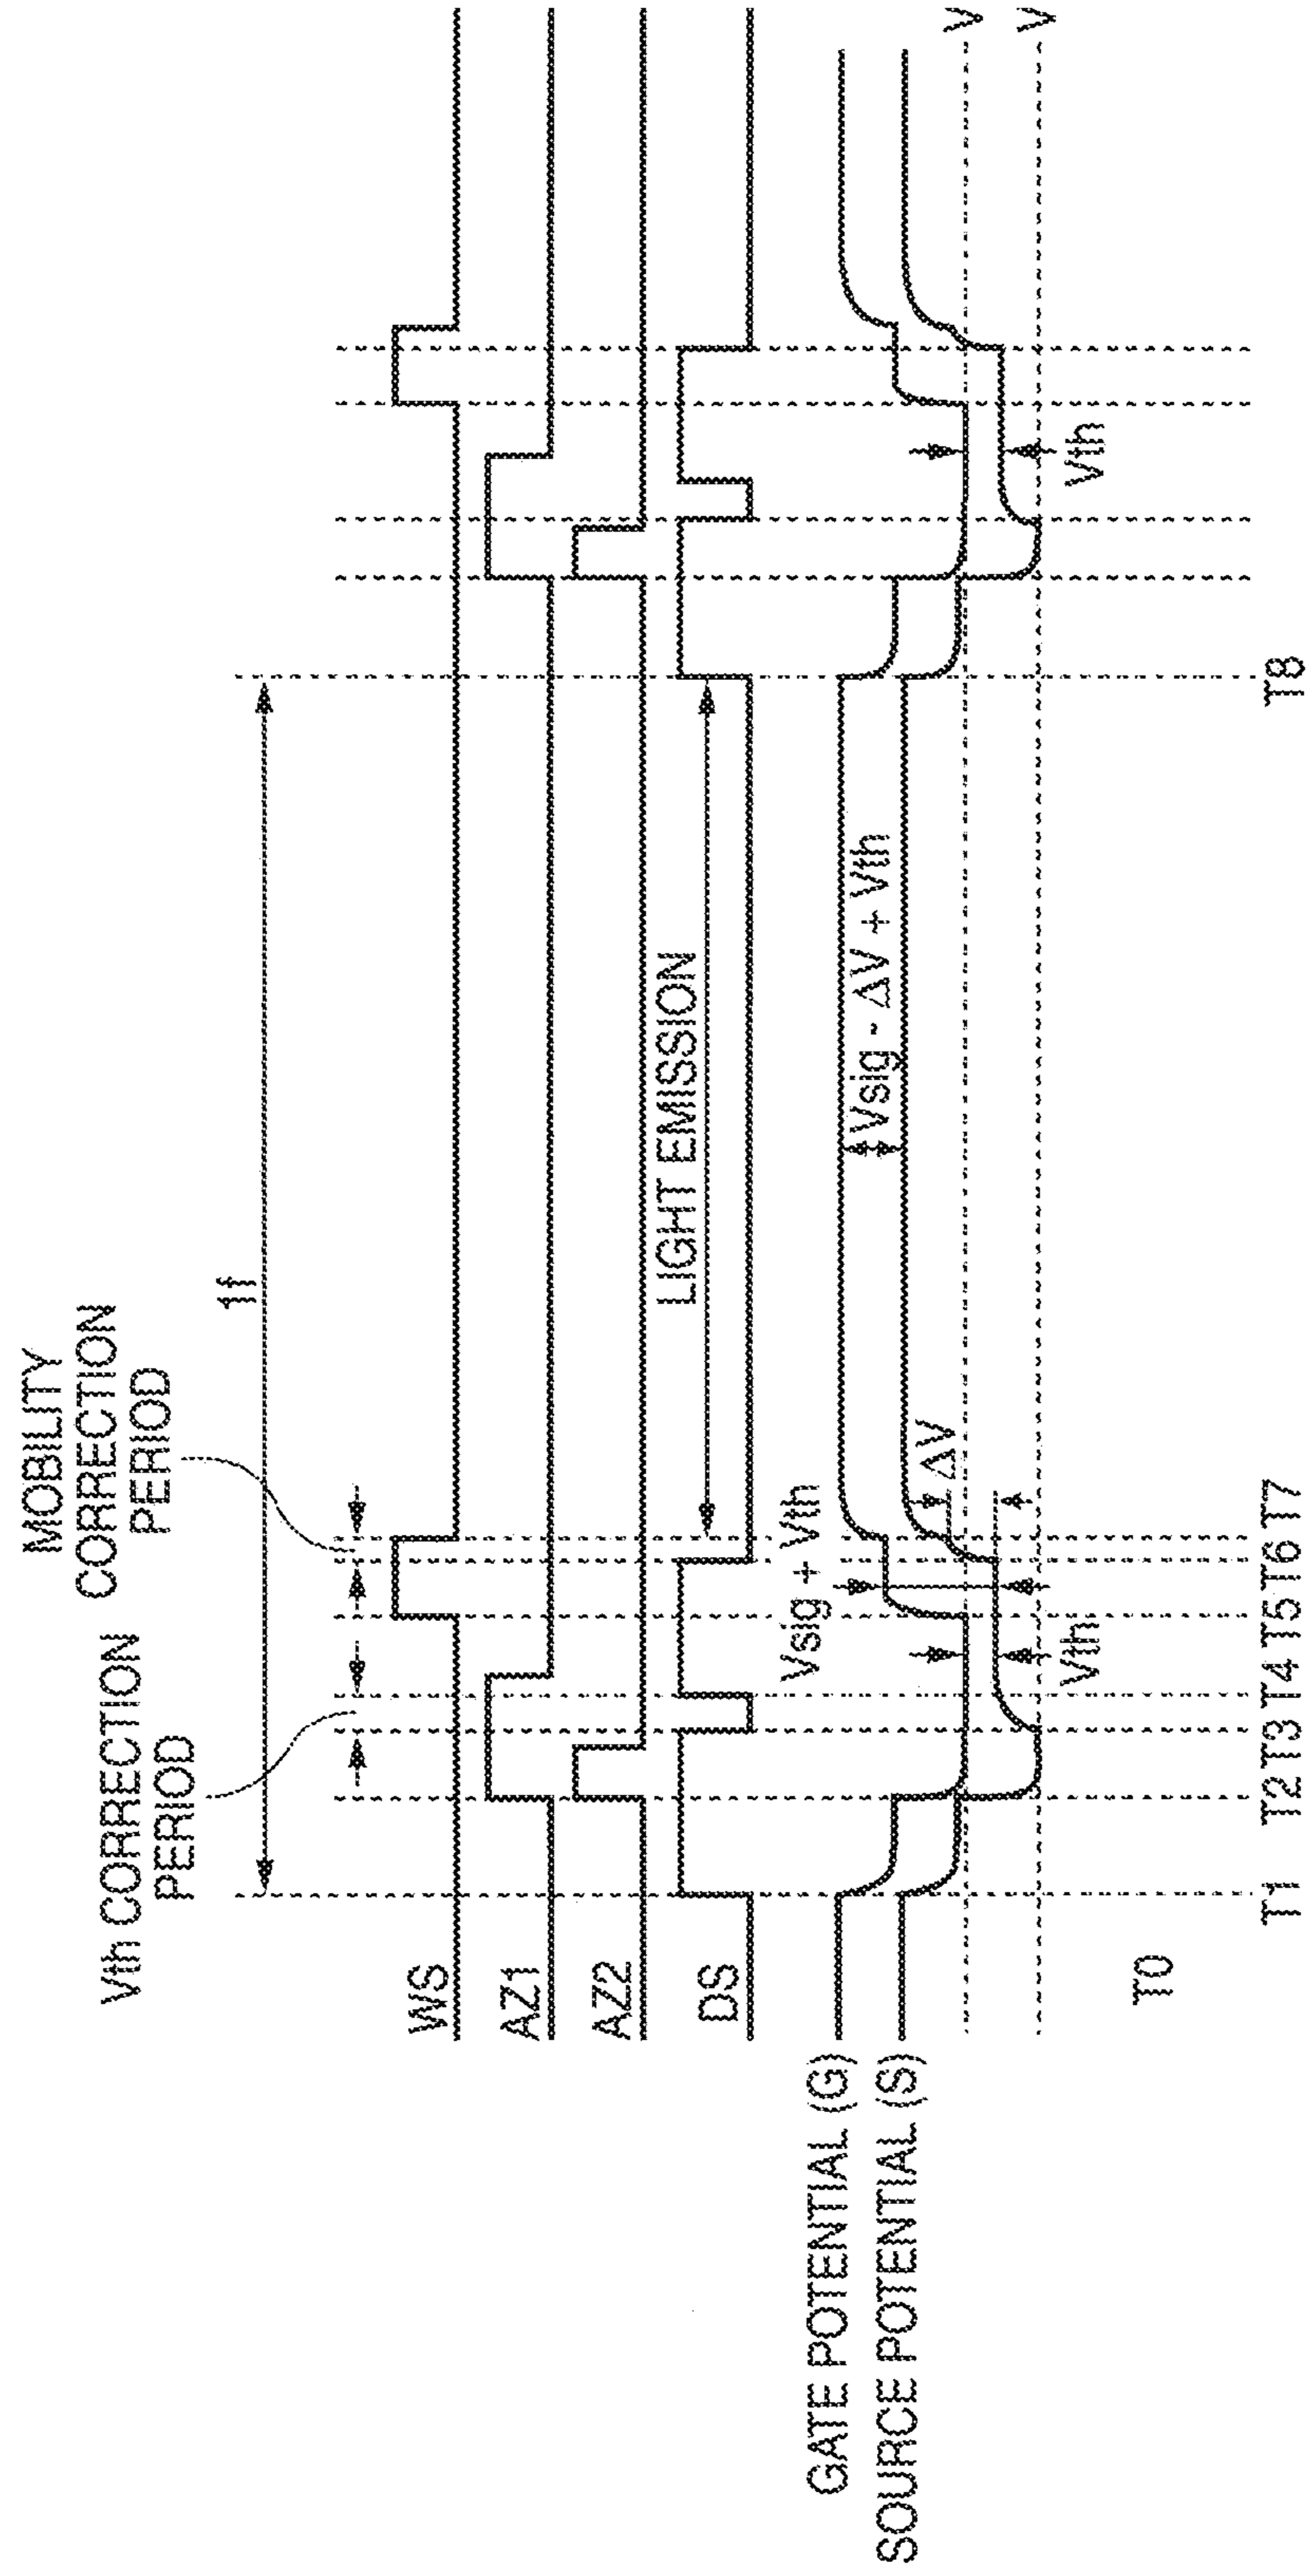 MOBILITY
CORRECTION
PERIOD
Vth CORRECTION
PERIOD
1f
WS
AZ1
AZ2
DS
LIGHT EMISSION
GATE POTENTIAL (G)
SOURCE POTENTIAL (S)
Vsig + Vth
Vsig - ΔV + Vth
ΔV
Vth
Vth
V
V
T0
T1
T2
T3
T4
T5
T6
T7
T8